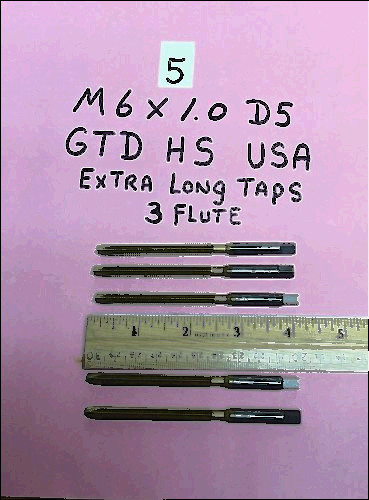 5
M6 X 1.0 D5
GTD HS USA
EXTRA LONG TAPS
3 FLUTE
1 2 3 4 5